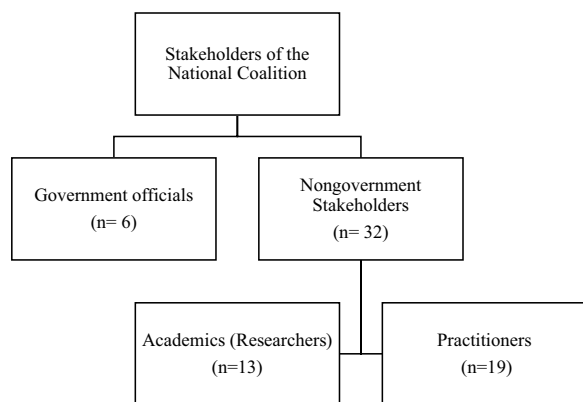 Stakeholders of the
National Coalition
Government officials
(n= 6)
Nongovernment
Stakeholders
(n= 32)
Academics (Researchers)
(n=13)
Practitioners
(n=19)